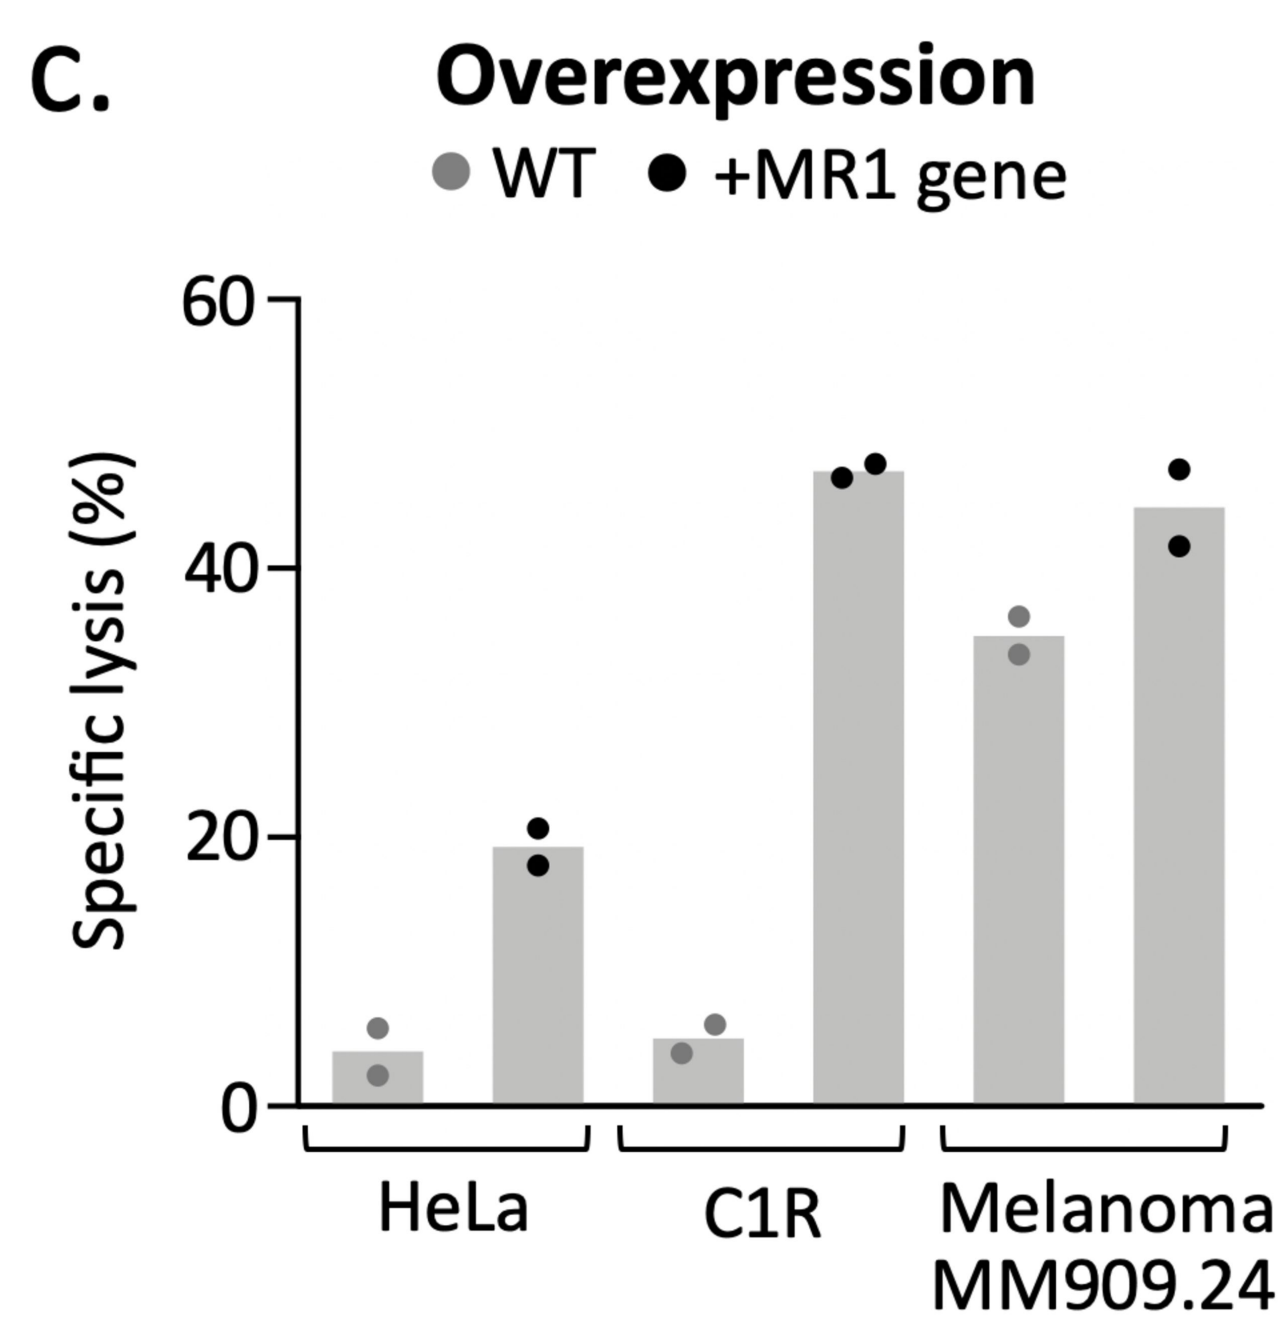 C.
Overexpression
WT +MR1 gene
60
40
20
0
Specific lysis (%)
HeLa
C1R
Melanoma
MM909.24